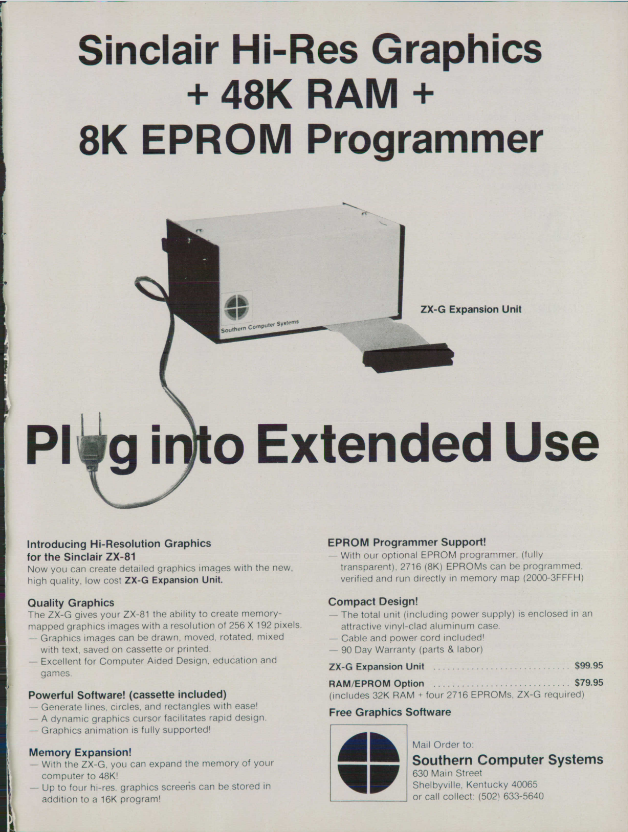 Sinclair Hi-Res Graphics
+ 48K RAM +
8K EPROM Programmer
Southern Computer Systems
ZX-G Expansion Unit
Plug into Extended Use
Introducing Hi-Resolution Graphics
for the Sinclair ZX-81
Now you can create detailed graphics images with the new,
high quality, low cost ZX-G Expansion Unit.
Quality Graphics
The ZX-G gives your ZX-81 the ability to create memory-
mapped graphics images with a resolution of 256 X 192 pixels.
— Graphics images can be drawn, moved, rotated, mixed
with text, saved on cassette or printed.
— Excellent for Computer Aided Design, education and
games.
Powerful Software! (cassette included)
— Generate lines, circles, and rectangles with ease!
— A dynamic graphics cursor facilitates rapid design.
— Graphics animation is fully supported!
Memory Expansion!
— With the ZX-G, you can expand the memory of your
computer to 48K!
— Up to four hi-res. graphics screens can be stored in
addition to a 16K program!
EPROM Programmer Support!
— With our optional EPROM programmer, (fully
transparent), 2716 (8K) EPROMs can be programmed,
verified and run directly in memory map (2000-3FFFH)
Compact Design!
— The total unit (including power supply) is enclosed in an
attractive vinyl-clad aluminum case.
— Cable and power cord included!
— 90 Day Warranty (parts & labor)
ZX-G Expansion Unit ............................ $99.95
RAM/EPROM Option ............................ $79.95
(includes 32K RAM + four 2716 EPROMs, ZX-G required)
Free Graphics Software
Mail Order to:
Southern Computer Systems
630 Main Street
Shelbyville, Kentucky 40065
or call collect: (502) 633-5640